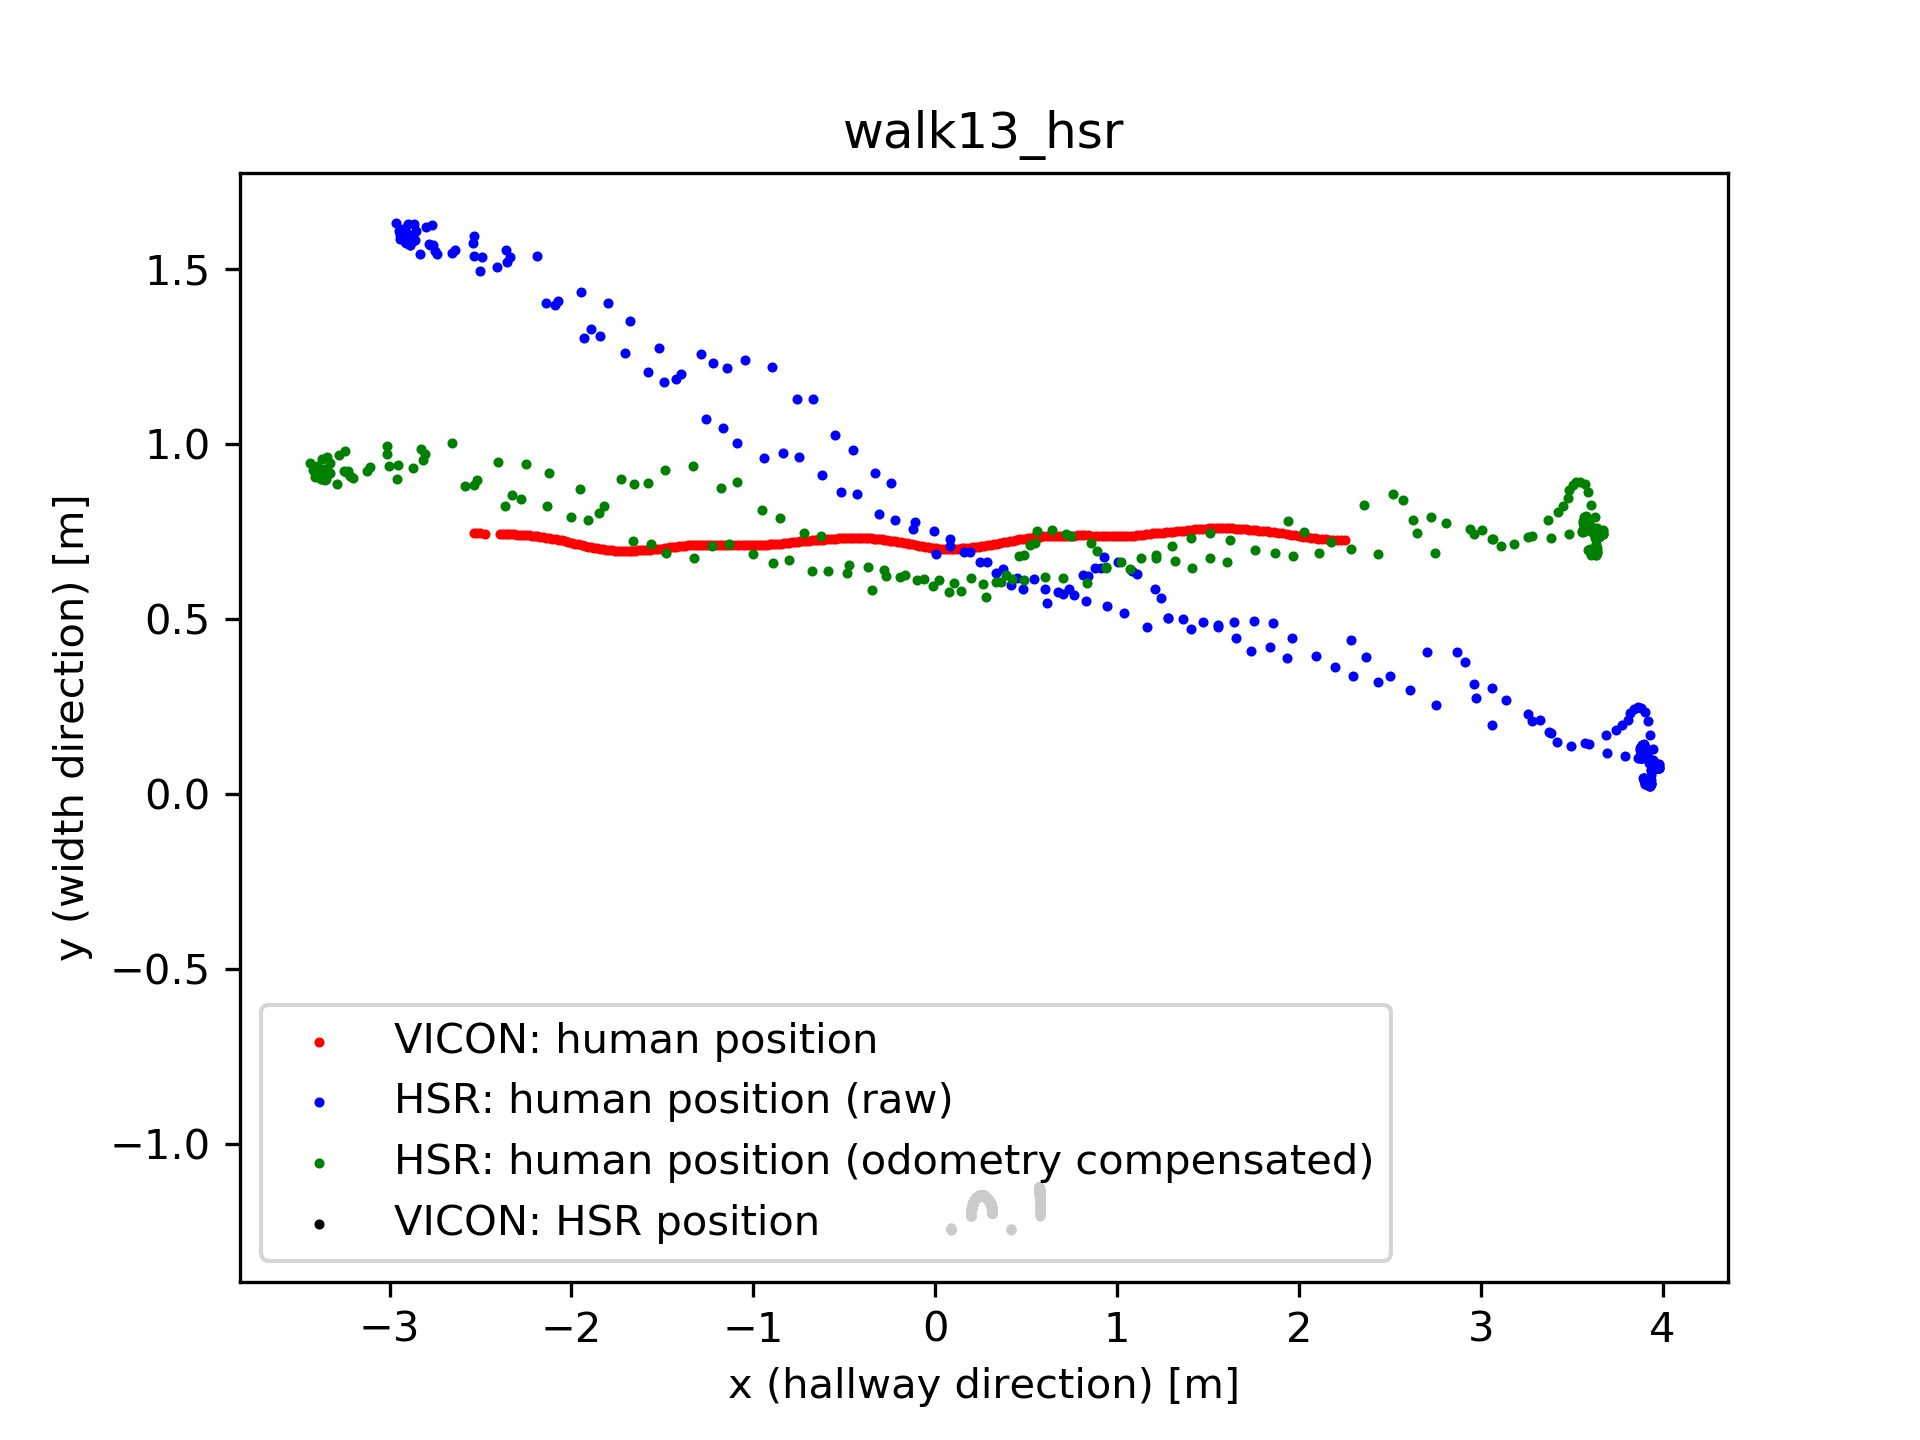 walk13_hsr
y (width direction) [m]
1.5
1.0
0.5
0.0
−0.5
−1.0
VICON: human position
HSR: human position (raw)
HSR: human position (odometry compensated)
VICON: HSR position
−3 −2 −1 0 1 2 3 4
x (hallway direction) [m]